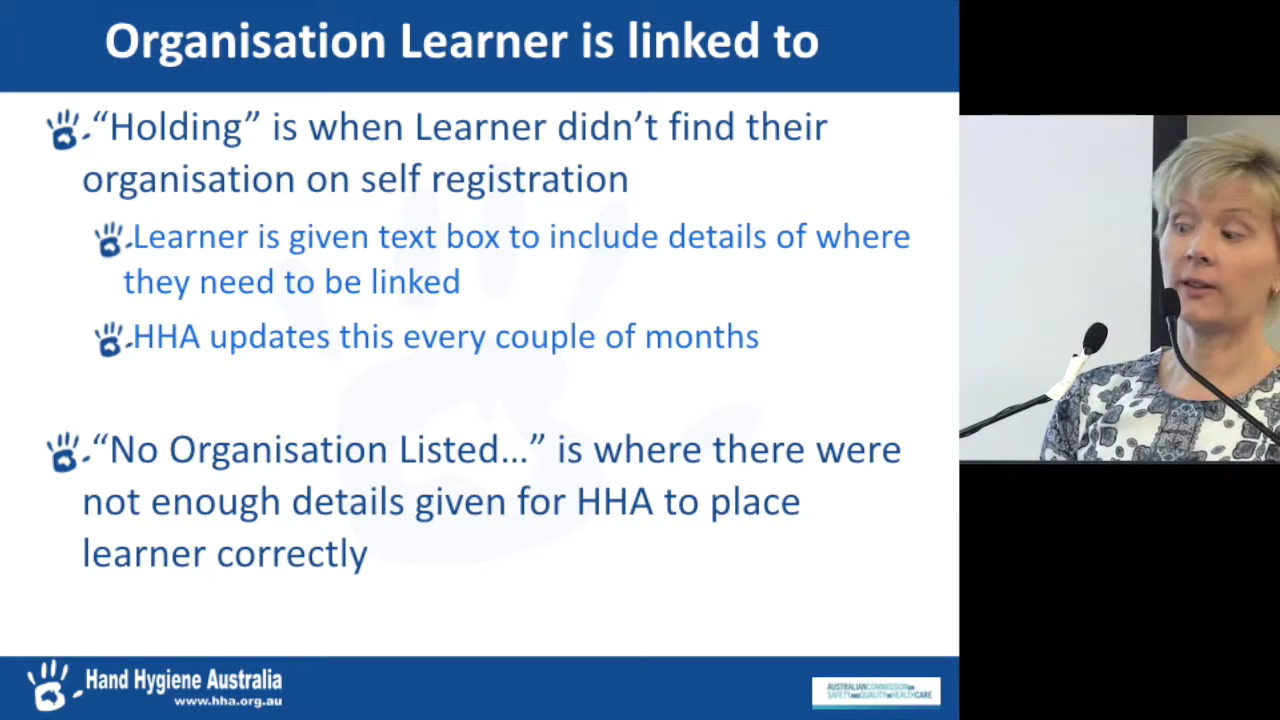 Organisation Learner is linked to
“Holding” is when Learner didn’t find their
organisation on self registration
Learner is given text box to include details of where
they need to be linked
HHA updates this every couple of months
“No Organisation Listed...” is where there were
not enough details given for HHA to place
learner correctly
Hand Hygiene Australia
www.hha.org.au
AUSTRALIAN COMMISSION ON
SAFETY AND QUALITY IN HEALTH CARE